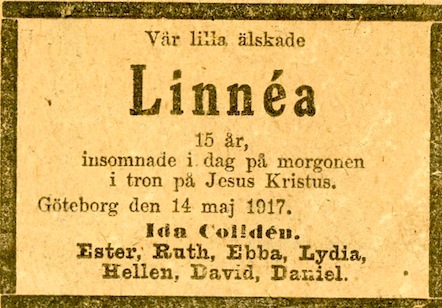 Vår lilla älskade
Linnéa
15 år,
insomnade i dag på morgonen
i tron på Jesus Kristus.
Göteborg den 14 maj 1917.
Ida Colldén.
Ester, Ruth, Ebba, Lydia,
Hellen, David, Daniel.